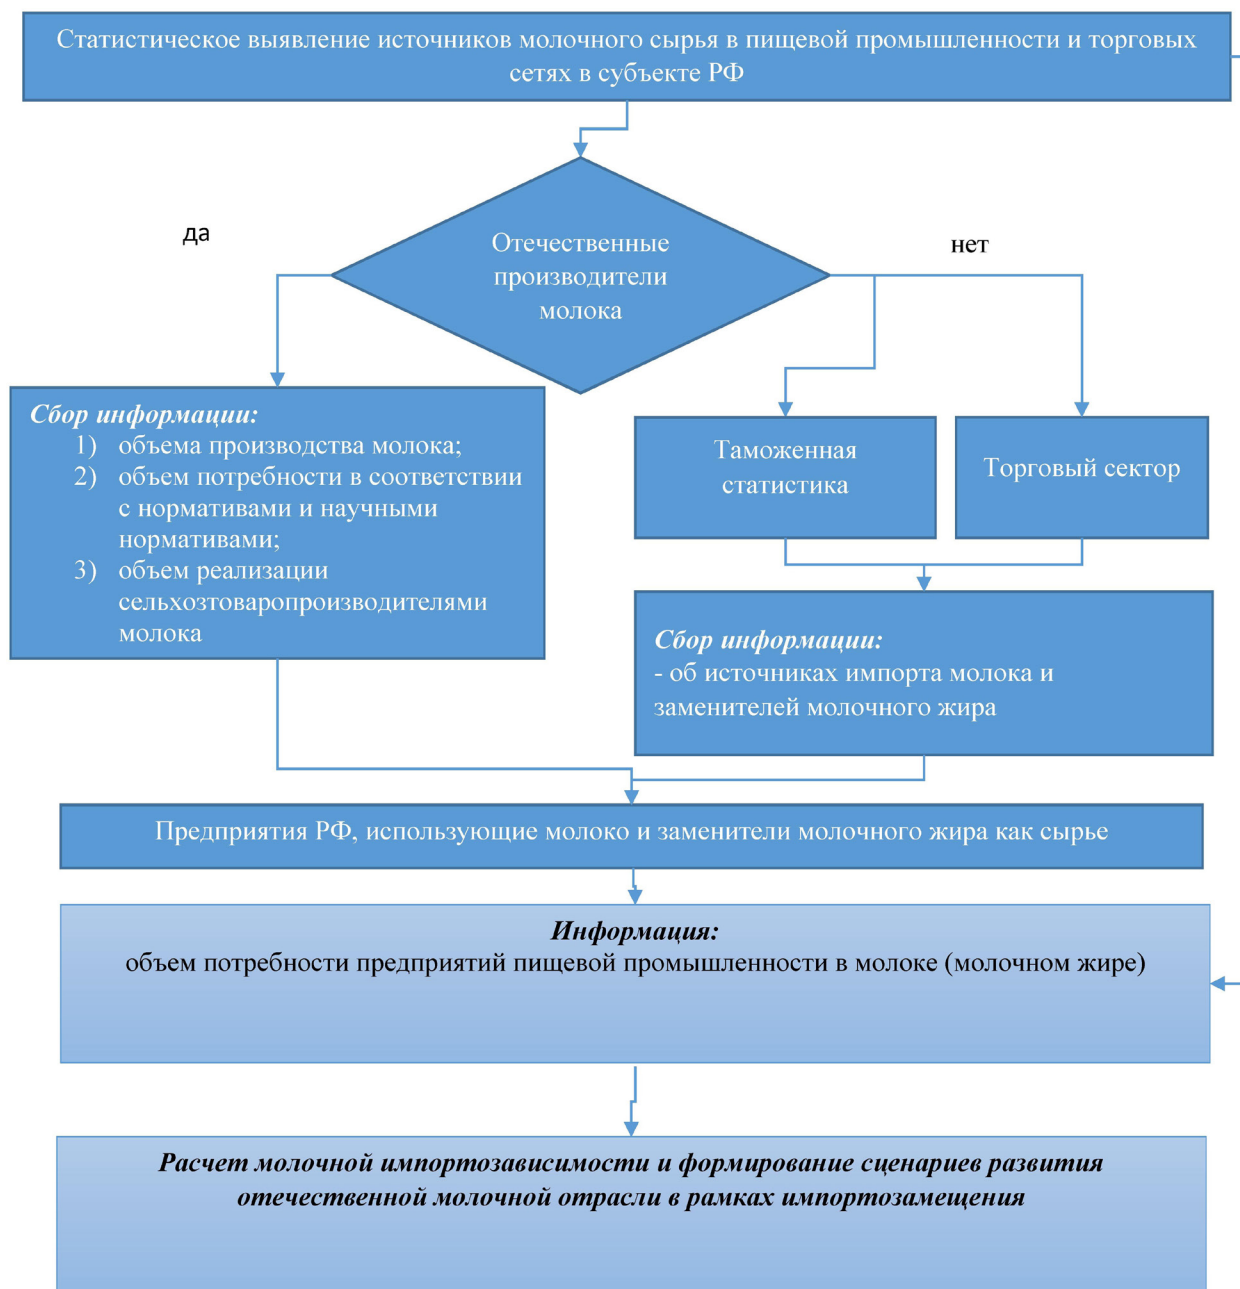 Статистическое выявление источников молочного сырья в пищевой промышленности и торговых
сетях в субъекте РФ
да
Отечественные
производители
молока
нет
Сбор информации:
1) объема производства молока;
2) объем потребности в соответствии
с нормативами и научными
нормативами;
3) объем реализации
сельхозтоваропроизводителями
молока
Таможенная
статистика
Торговый сектор
Сбор информации:
- об источниках импорта молока и
заменителей молочного жира
Предприятия РФ, использующие молоко и заменители молочного жира как сырье
Информация:
объем потребности предприятий пищевой промышленности в молоке (молочном жире)
Расчет молочной импортозависимости и формирование сценариев развития
отечественной молочной отрасли в рамках импортозамещения